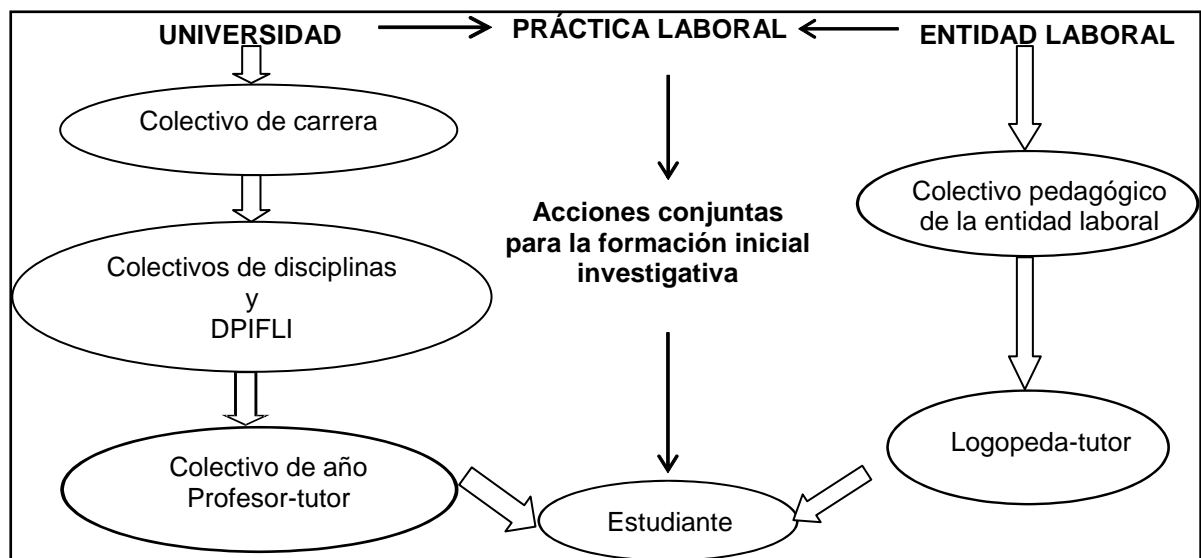 UNIVERSIDAD
PRÁCTICA LABORAL
ENTIDAD LABORAL
Colectivo de carrera
Colectivos de disciplinas
y
DPIFLI
Colectivo de año
Profesor-tutor
Acciones conjuntas
para la formación inicial
investigativa
Colectivo pedagógico
de la entidad laboral
Logopeda-tutor
Estudiante